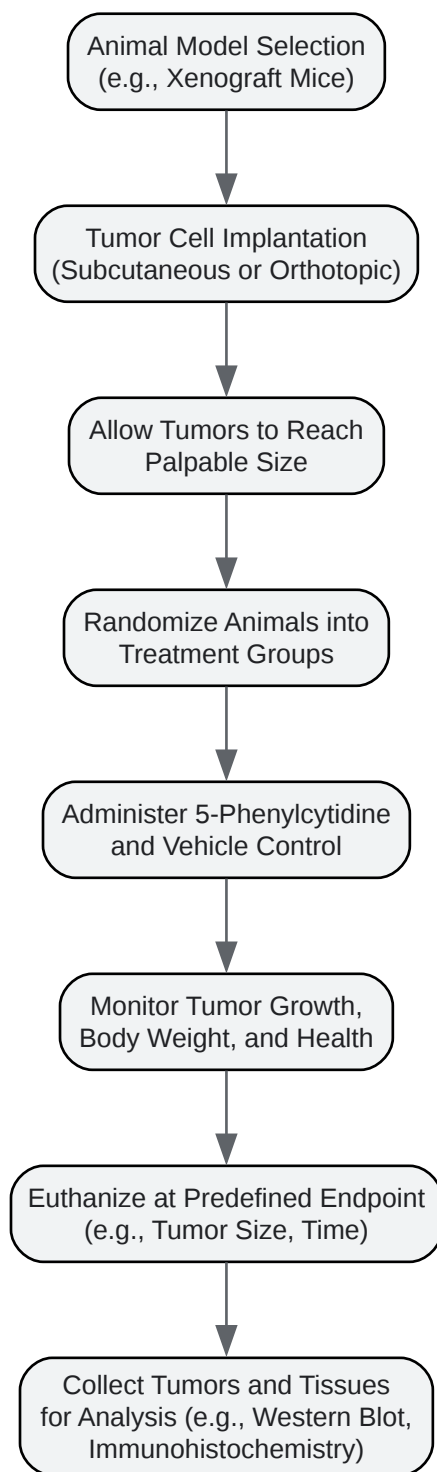 Animal Model Selection
(e.g., Xenograft Mice)
Tumor Cell Implantation
(Subcutaneous or Orthotopic)
Allow Tumors to Reach
Palpable Size
Randomize Animals into
Treatment Groups
Administer 5-Phenylcytidine
and Vehicle Control
Monitor Tumor Growth,
Body Weight, and Health
Euthanize at Predefined Endpoint
(e.g., Tumor Size, Time)
Collect Tumors and Tissues
for Analysis (e.g., Western Blot,
Immunohistochemistry)